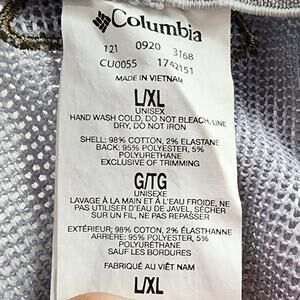 Columbia
121 0920 3168
CU0055 1742151
MADE IN VIETNAM
L/XL
UNISEX
HAND WASH COLD, DO NOT BLEACH, LINE
DRY, DO NOT IRON
SHELL: 98% COTTON, 2% ELASTANE
BACK: 95% POLYESTER, 5%
POLYURETHANE
EXCLUSIVE OF TRIMMING
G/TG
UNISEXE
LAVAGE À LA MAIN ET À L'EAU FROIDE, NE
PAS UTILISER D'EAU DE JAVEL, SÉCHER
SUR UN FIL, NE PAS REPASSER
EXTÉRIEUR: 98% COTON, 2% ÉLASTHANNE
ARRIÈRE: 95% POLYESTER, 5%
POLYURÉTHANE
SAUF LES BORDURES
FABRIQUÉ AU VIÊT NAM
L/XL